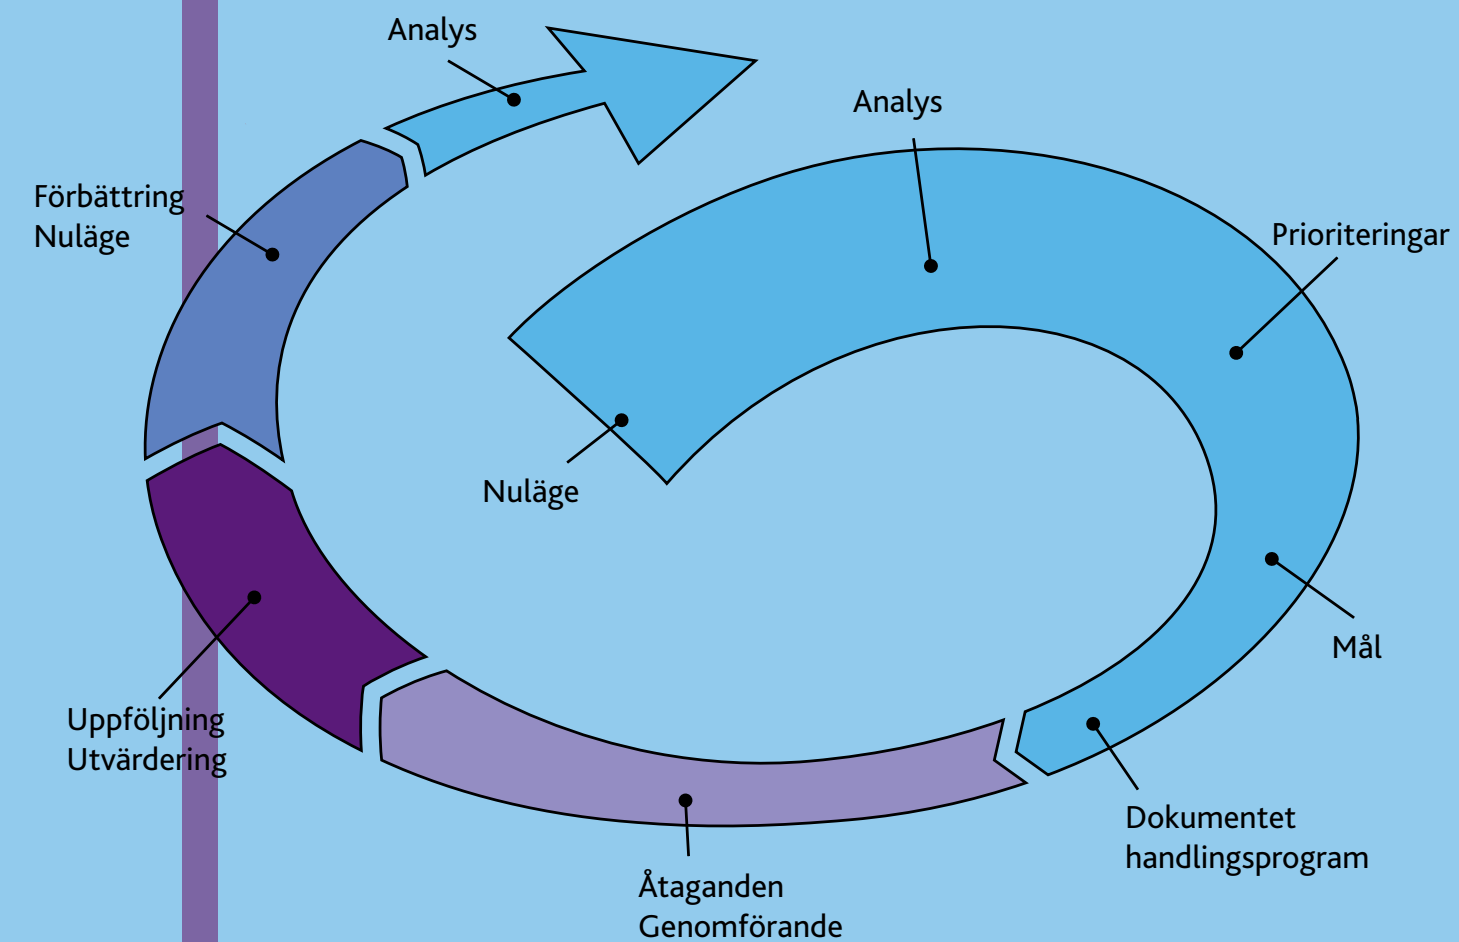 Analys
Analys
Förbättring
Nuläge
Prioriteringar
Nuläge
Mål
Uppföljning
Utvärdering
Dokumentet
handlingsprogram
Åtaganden
Genomförande